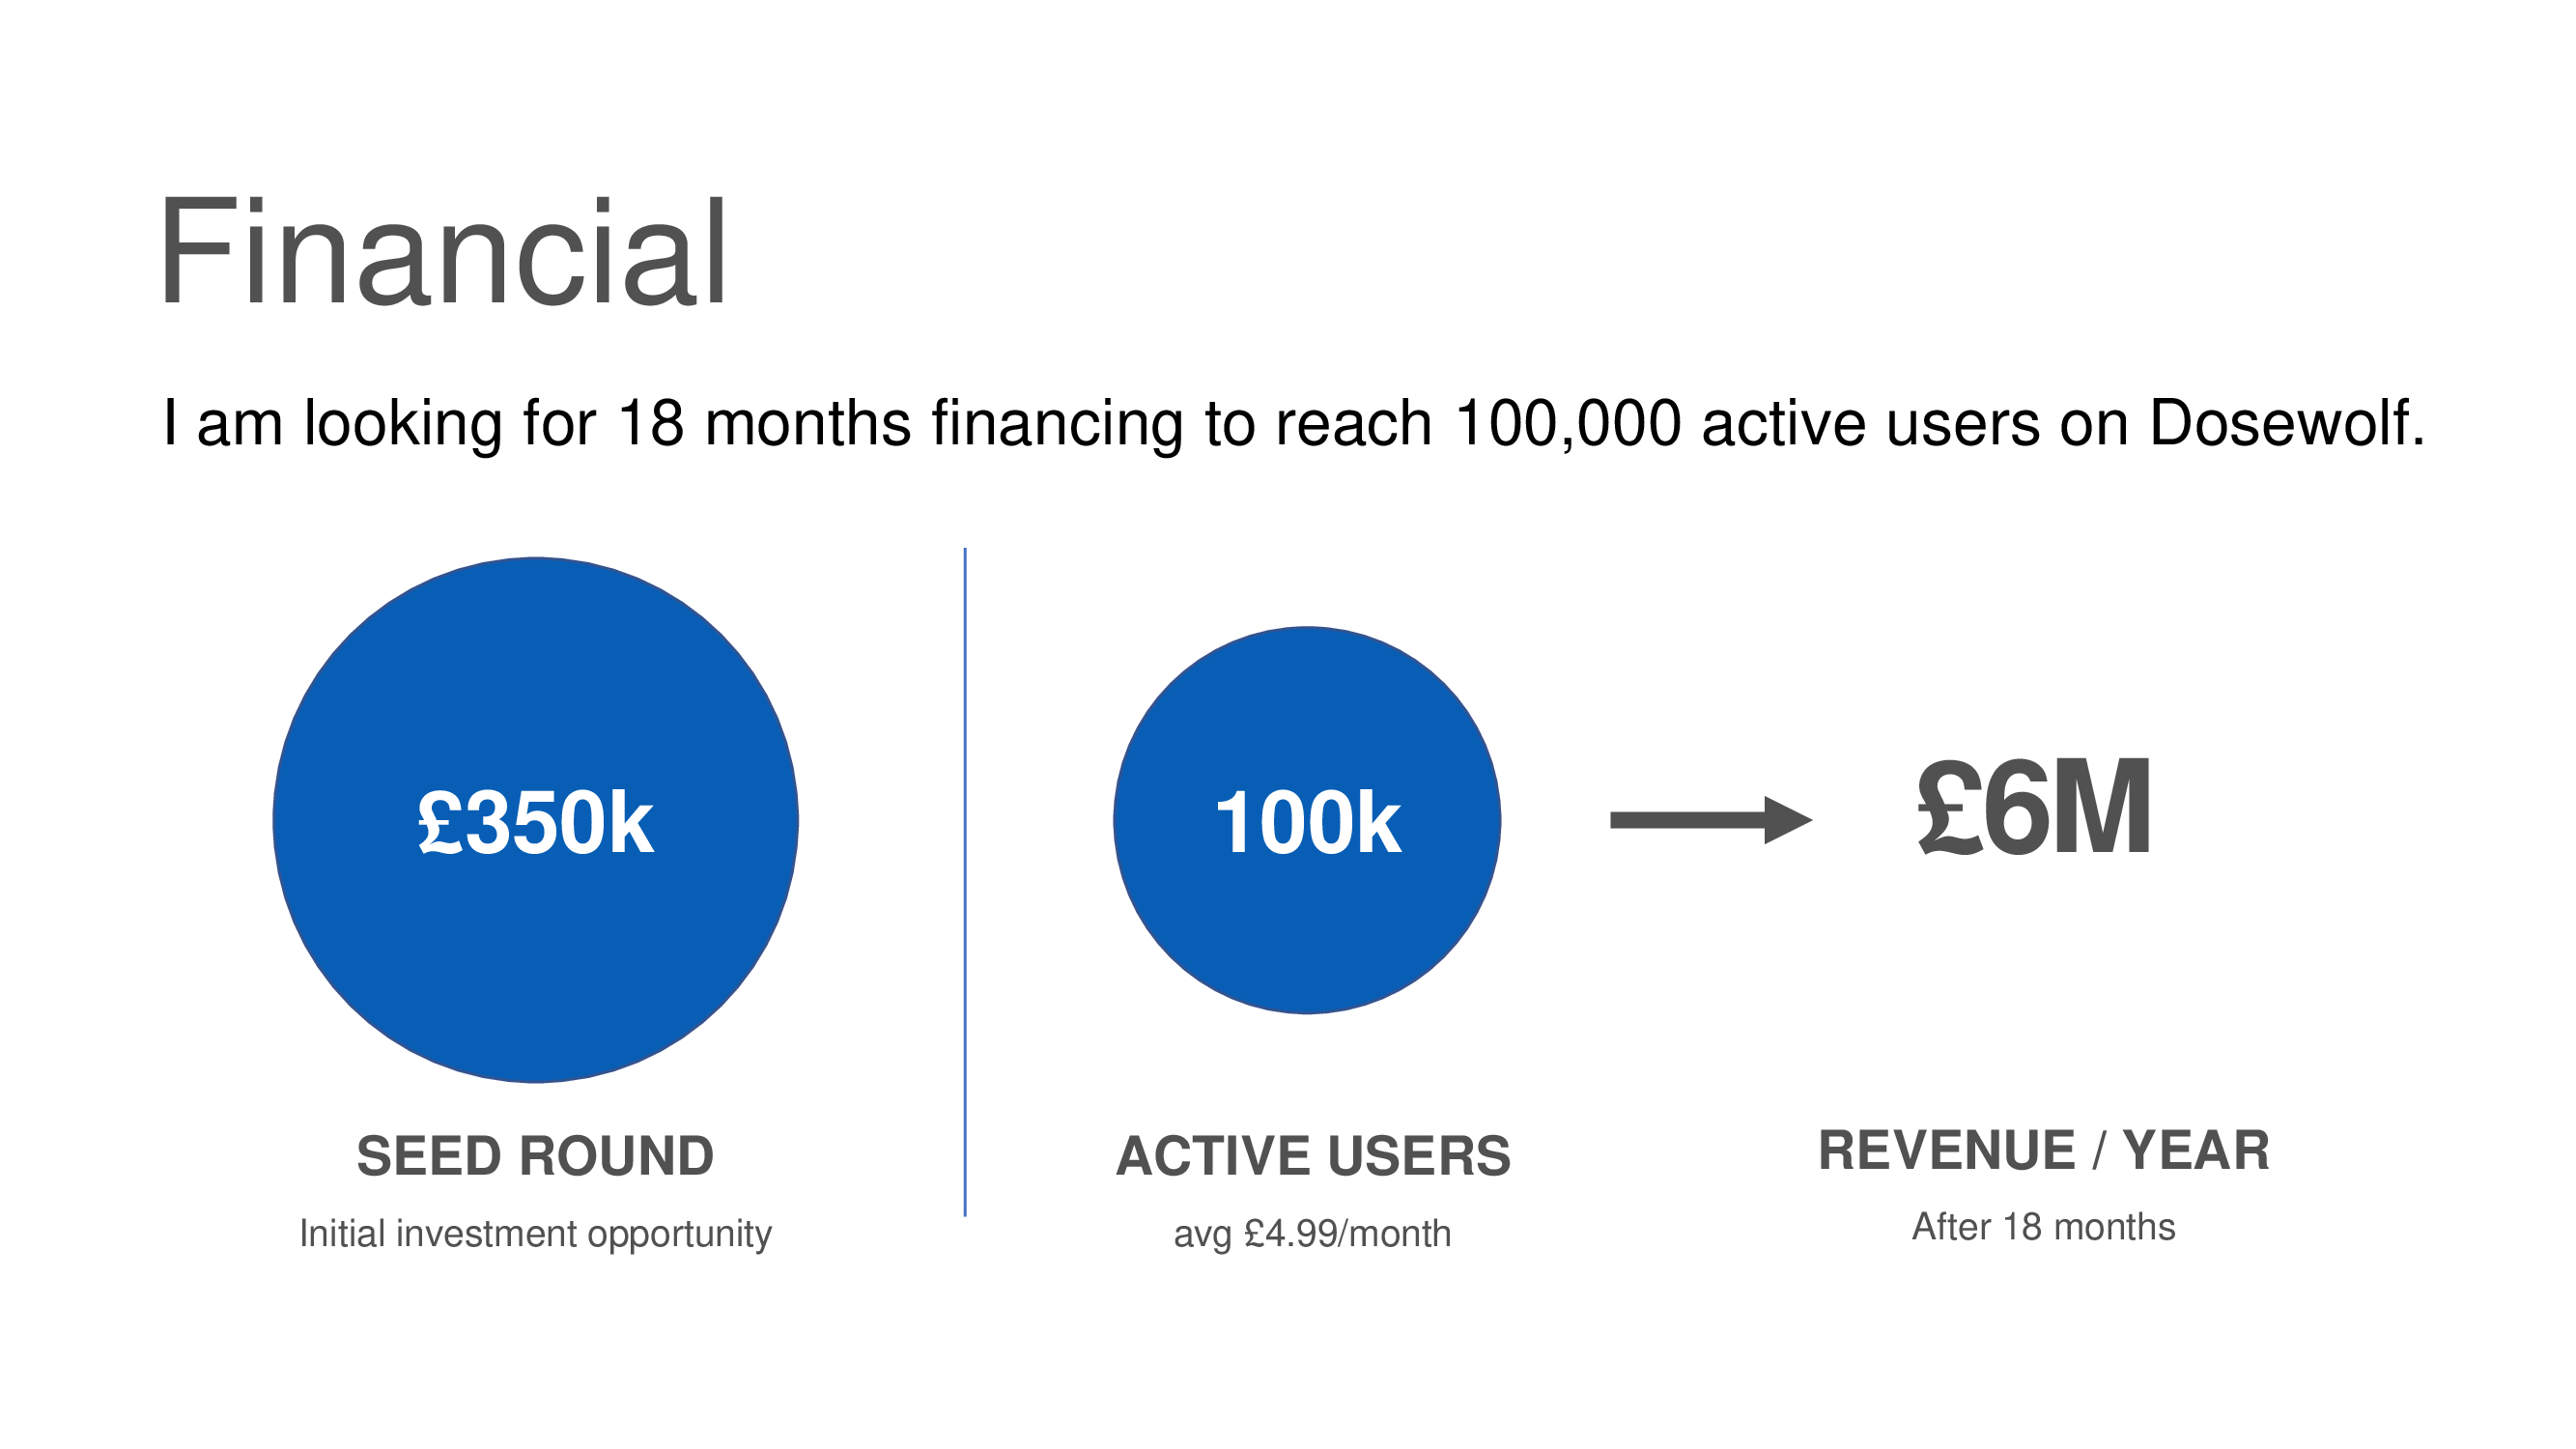 Financial
I am looking for 18 months financing to reach 100,000 active users on Dosewolf.
£350k
SEED ROUND
Initial investment opportunity
100k
ACTIVE USERS
avg £4.99/month
£6M
REVENUE / YEAR
After 18 months